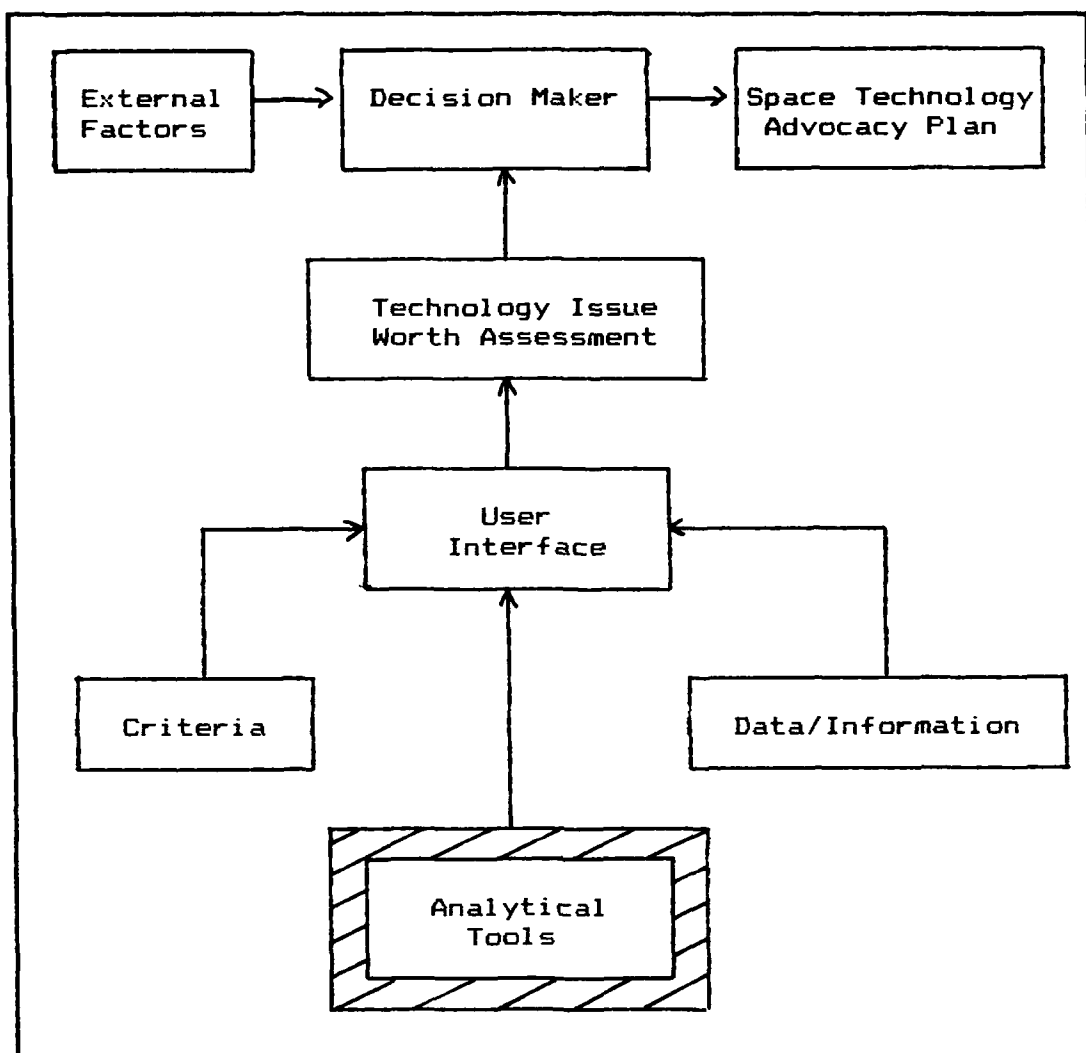 External
Factors
Decision Maker
Space Technology
Advocacy Plan
Technology Issue
Worth Assessment
User
Interface
Criteria
Data/Information
Analytical
Tools